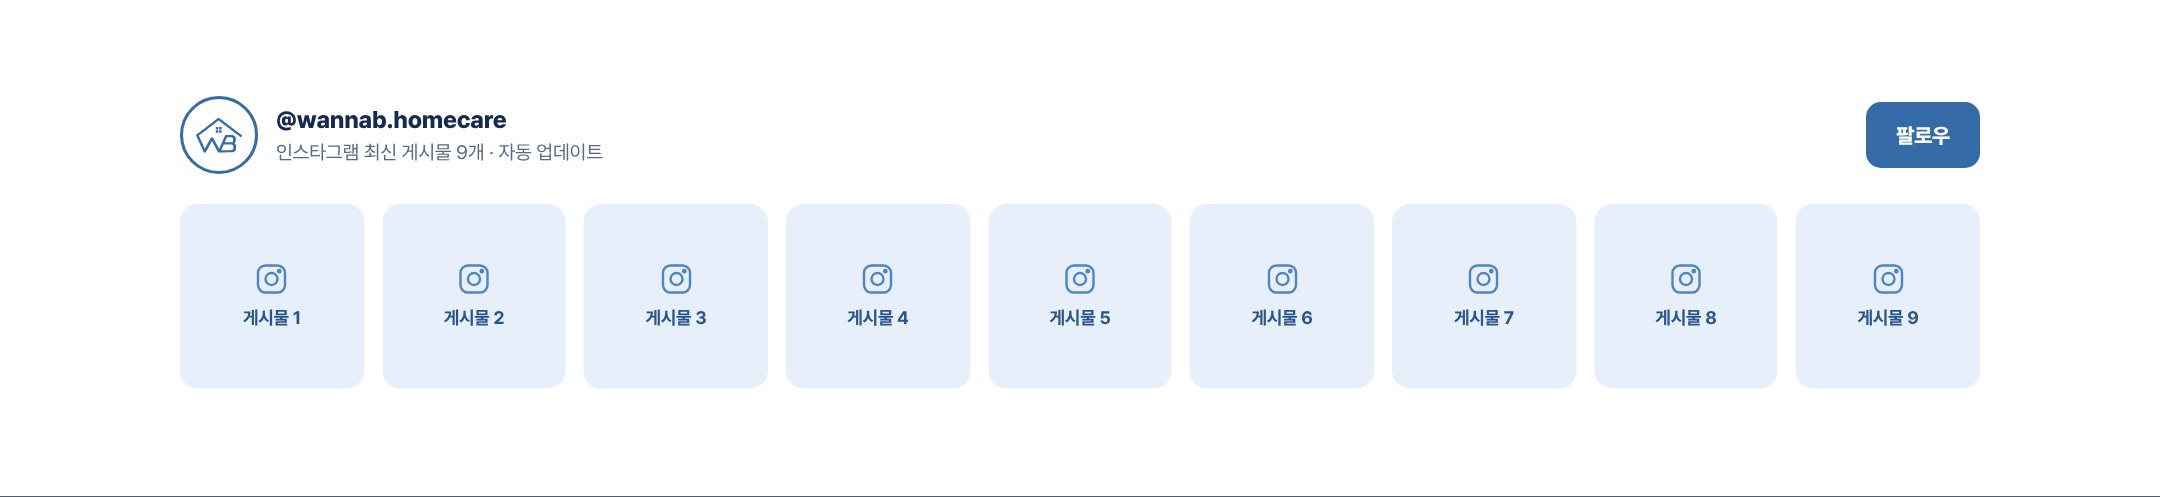 WB
@wannab.homecare
인스타그램 최신 게시물 9개 · 자동 업데이트
팔로우
게시물 1
게시물 2
게시물 3
게시물 4
게시물 5
게시물 6
게시물 7
게시물 8
게시물 9